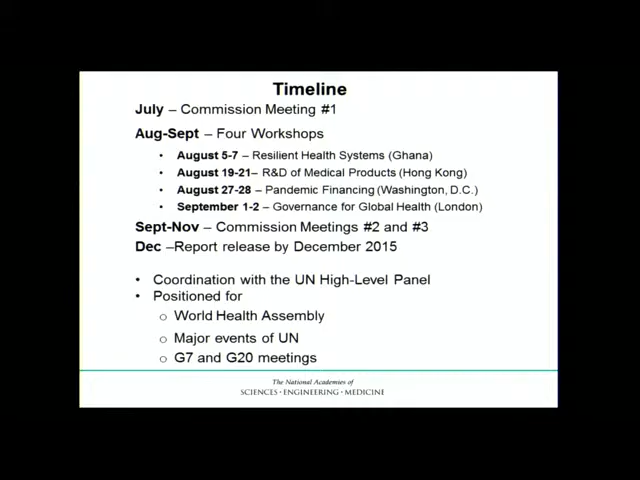 Timeline
July – Commission Meeting #1
Aug-Sept – Four Workshops
• August 5-7 – Resilient Health Systems (Ghana)
• August 19-21– R&D of Medical Products (Hong Kong)
• August 27-28 – Pandemic Financing (Washington, D.C.)
• September 1-2 – Governance for Global Health (London)
Sept-Nov – Commission Meetings #2 and #3
Dec –Report release by December 2015
• Coordination with the UN High-Level Panel
• Positioned for
o World Health Assembly
o Major events of UN
o G7 and G20 meetings
The National Academies of
SCIENCES • ENGINEERING • MEDICINE